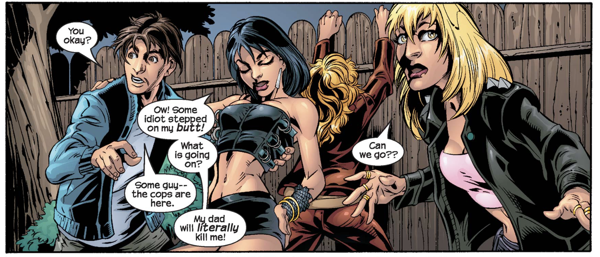 You
okay?
Ow! Some
idiot stepped
on my butt!
What
is going
on?
Some guy--
the cops are
here.
My dad
will literally
kill me!
Can
we go??